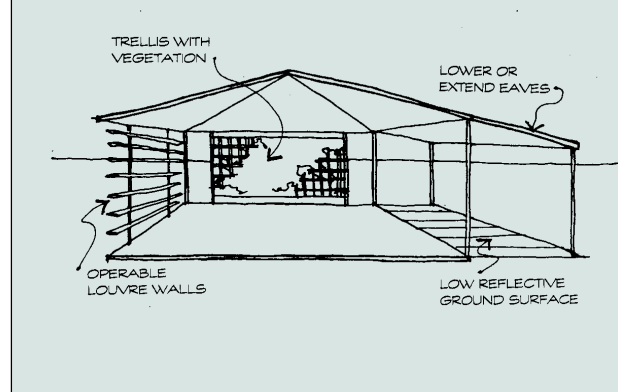 TRELLIS WITH
VEGETATION
LOWER OR
EXTEND EAVES
OPERABLE
LOUVRE WALLS
LOW REFLECTIVE
GROUND SURFACE